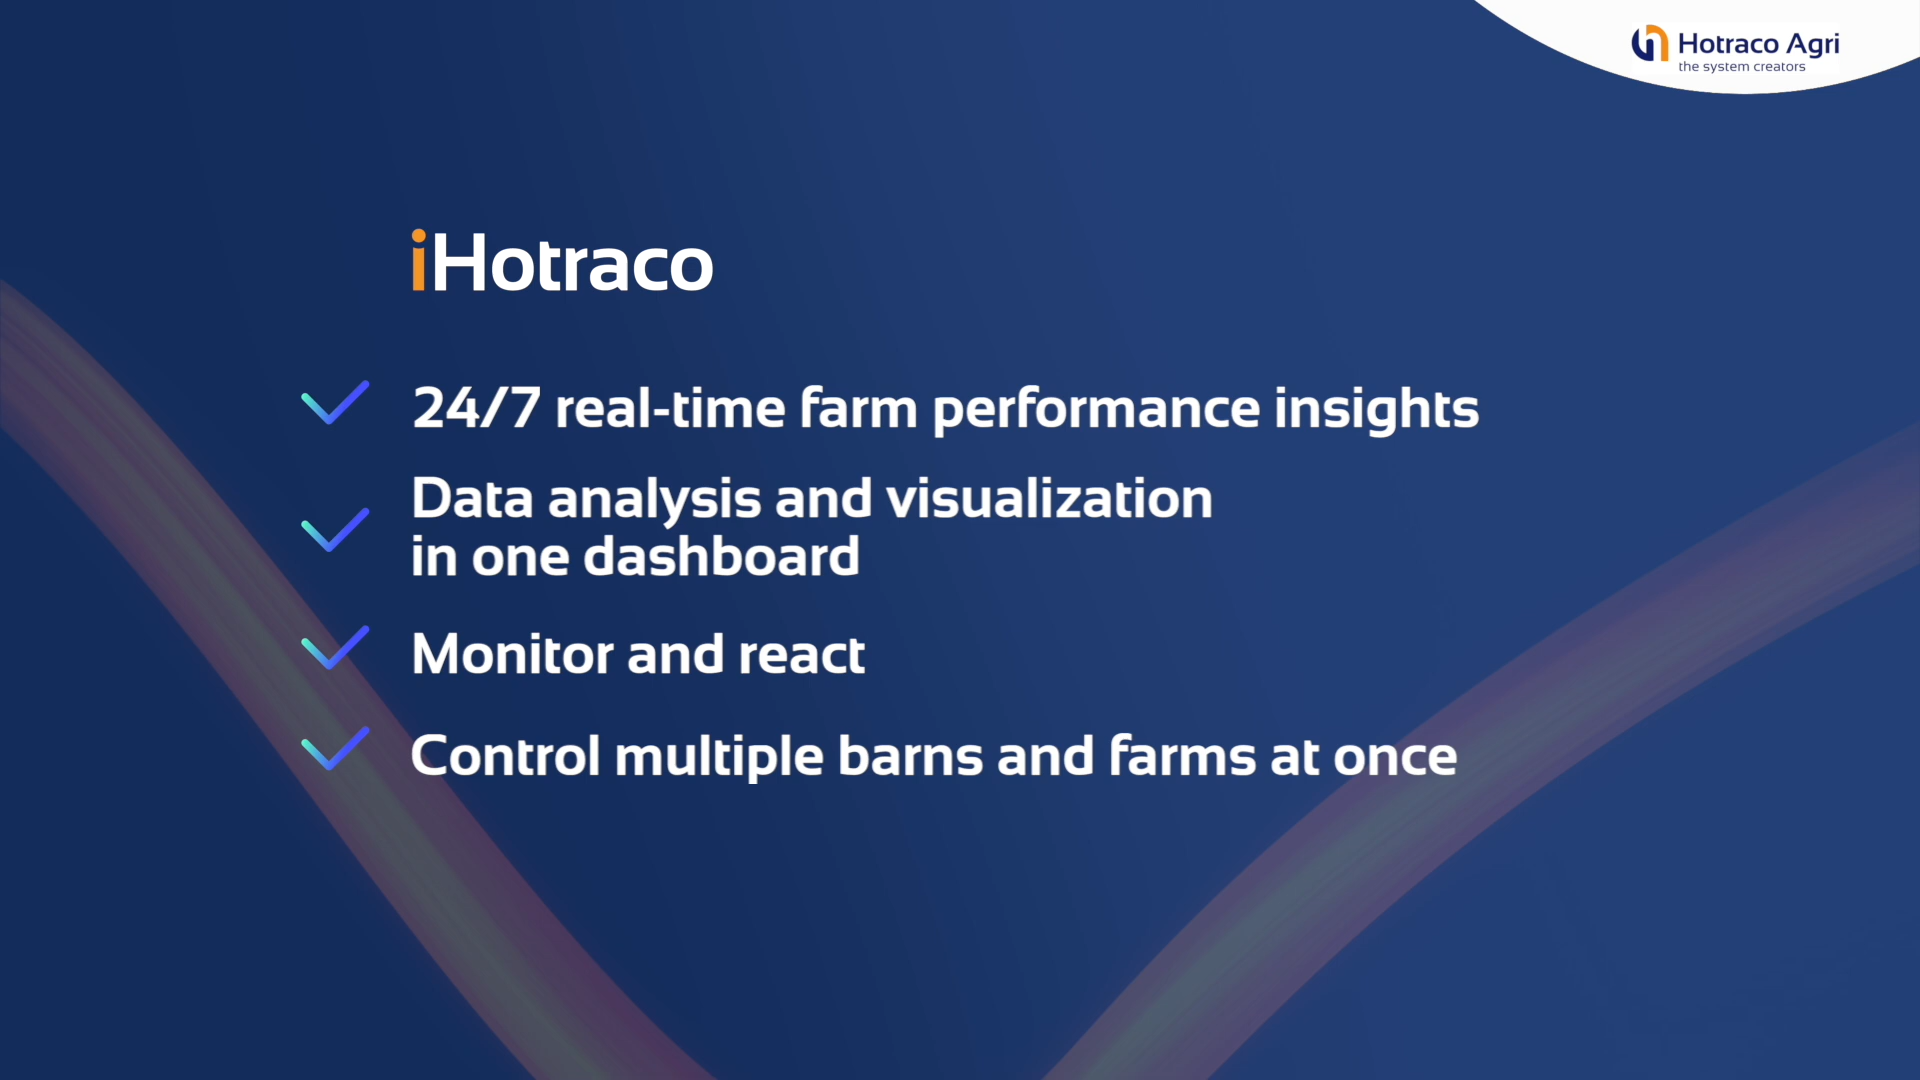 Hotraco Agri
the system creators
iHotraco
24/7 real-time farm performance insights
Data analysis and visualization
in one dashboard
Monitor and react
Control multiple barns and farms at once